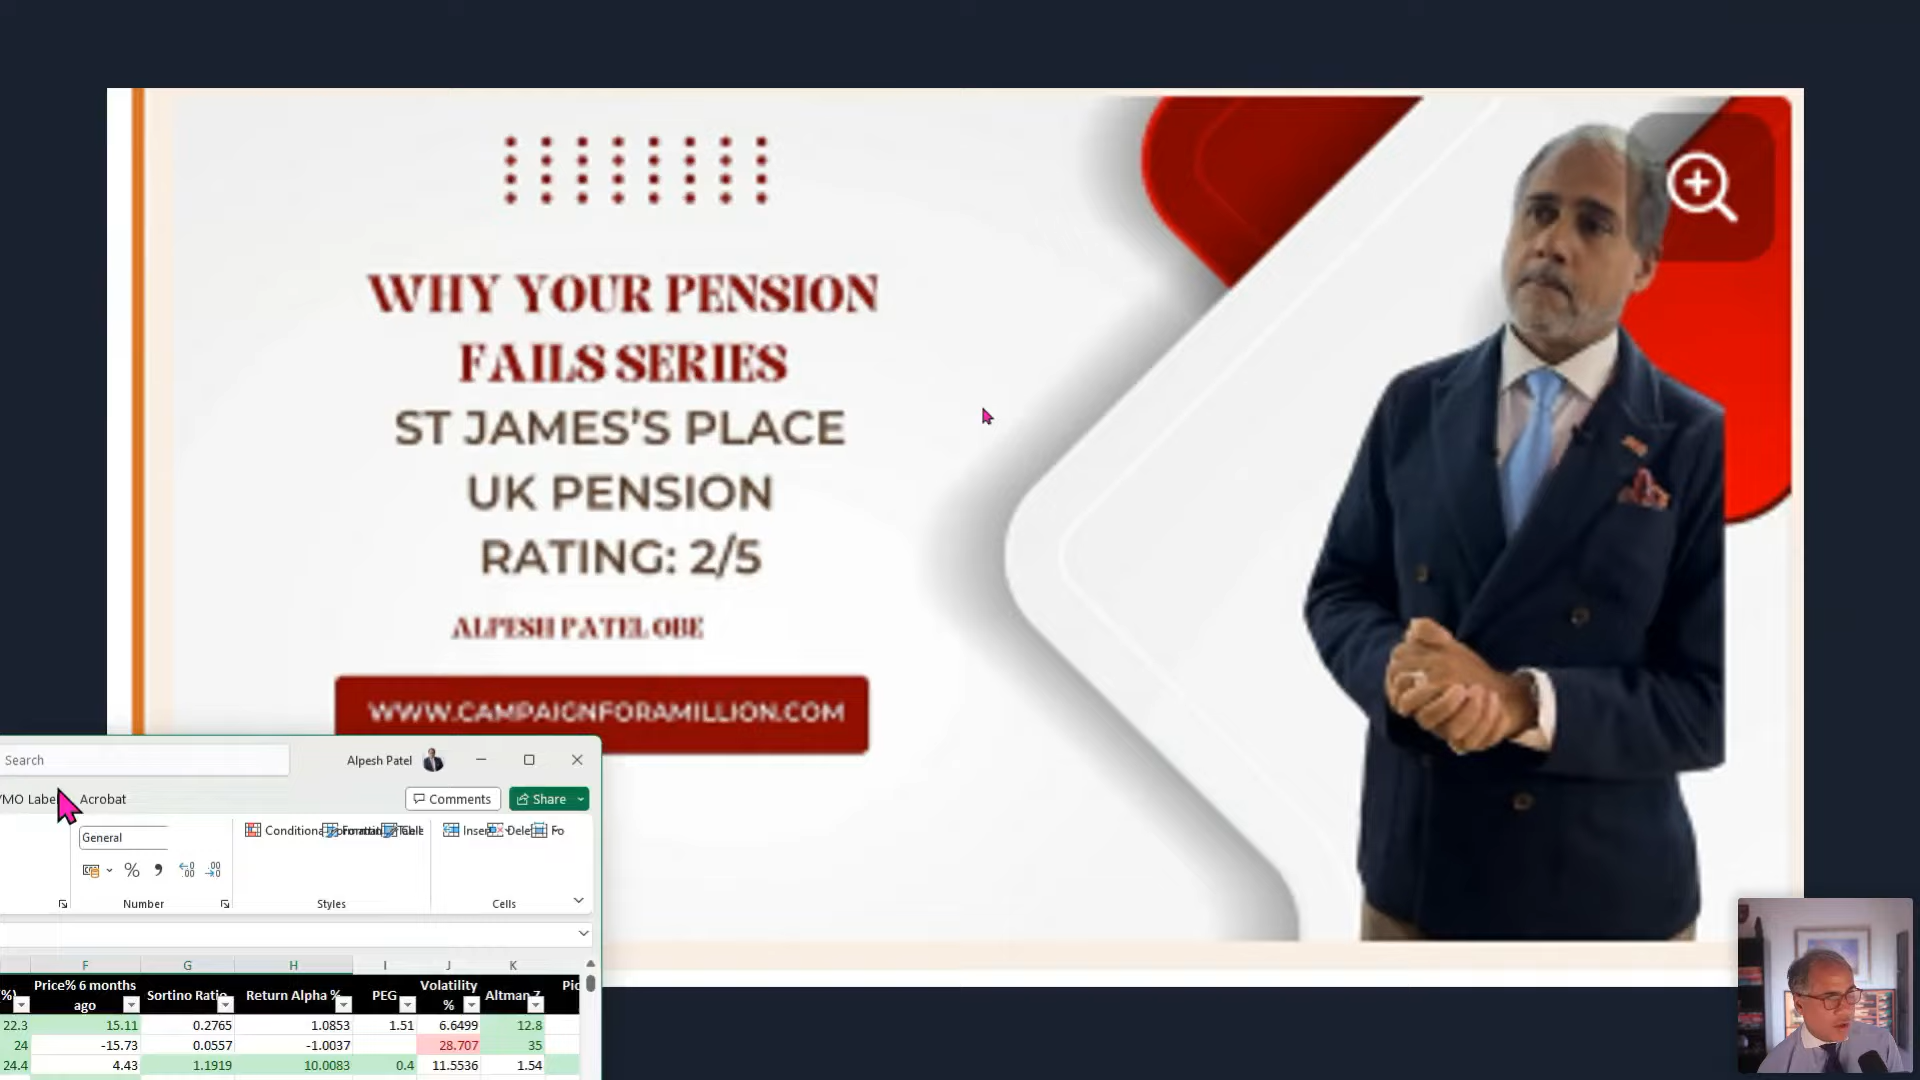 WHY YOUR PENSION
FAILS SERIES
ST JAMES'S PLACE
UK PENSION
RATING: 2/5
ALPESH PATEL OBE
WWW.CAMPAIGNFORAMILLION.COM
Search
Alpesh Patel
Acrobat
Comments
Share
General
% 
Number
Styles
Cells
F G H I J K
%) Price% 6 months ago Sortino Ratio Return Alpha % PEG Volatility % Altman Z
22.3 15.11 0.2765 1.0853 1.51 6.6499 12.8
24 -15.73 0.0557 -1.0037 28.707 35
24.4 4.43 1.1919 10.0083 0.4 11.5536 1.54